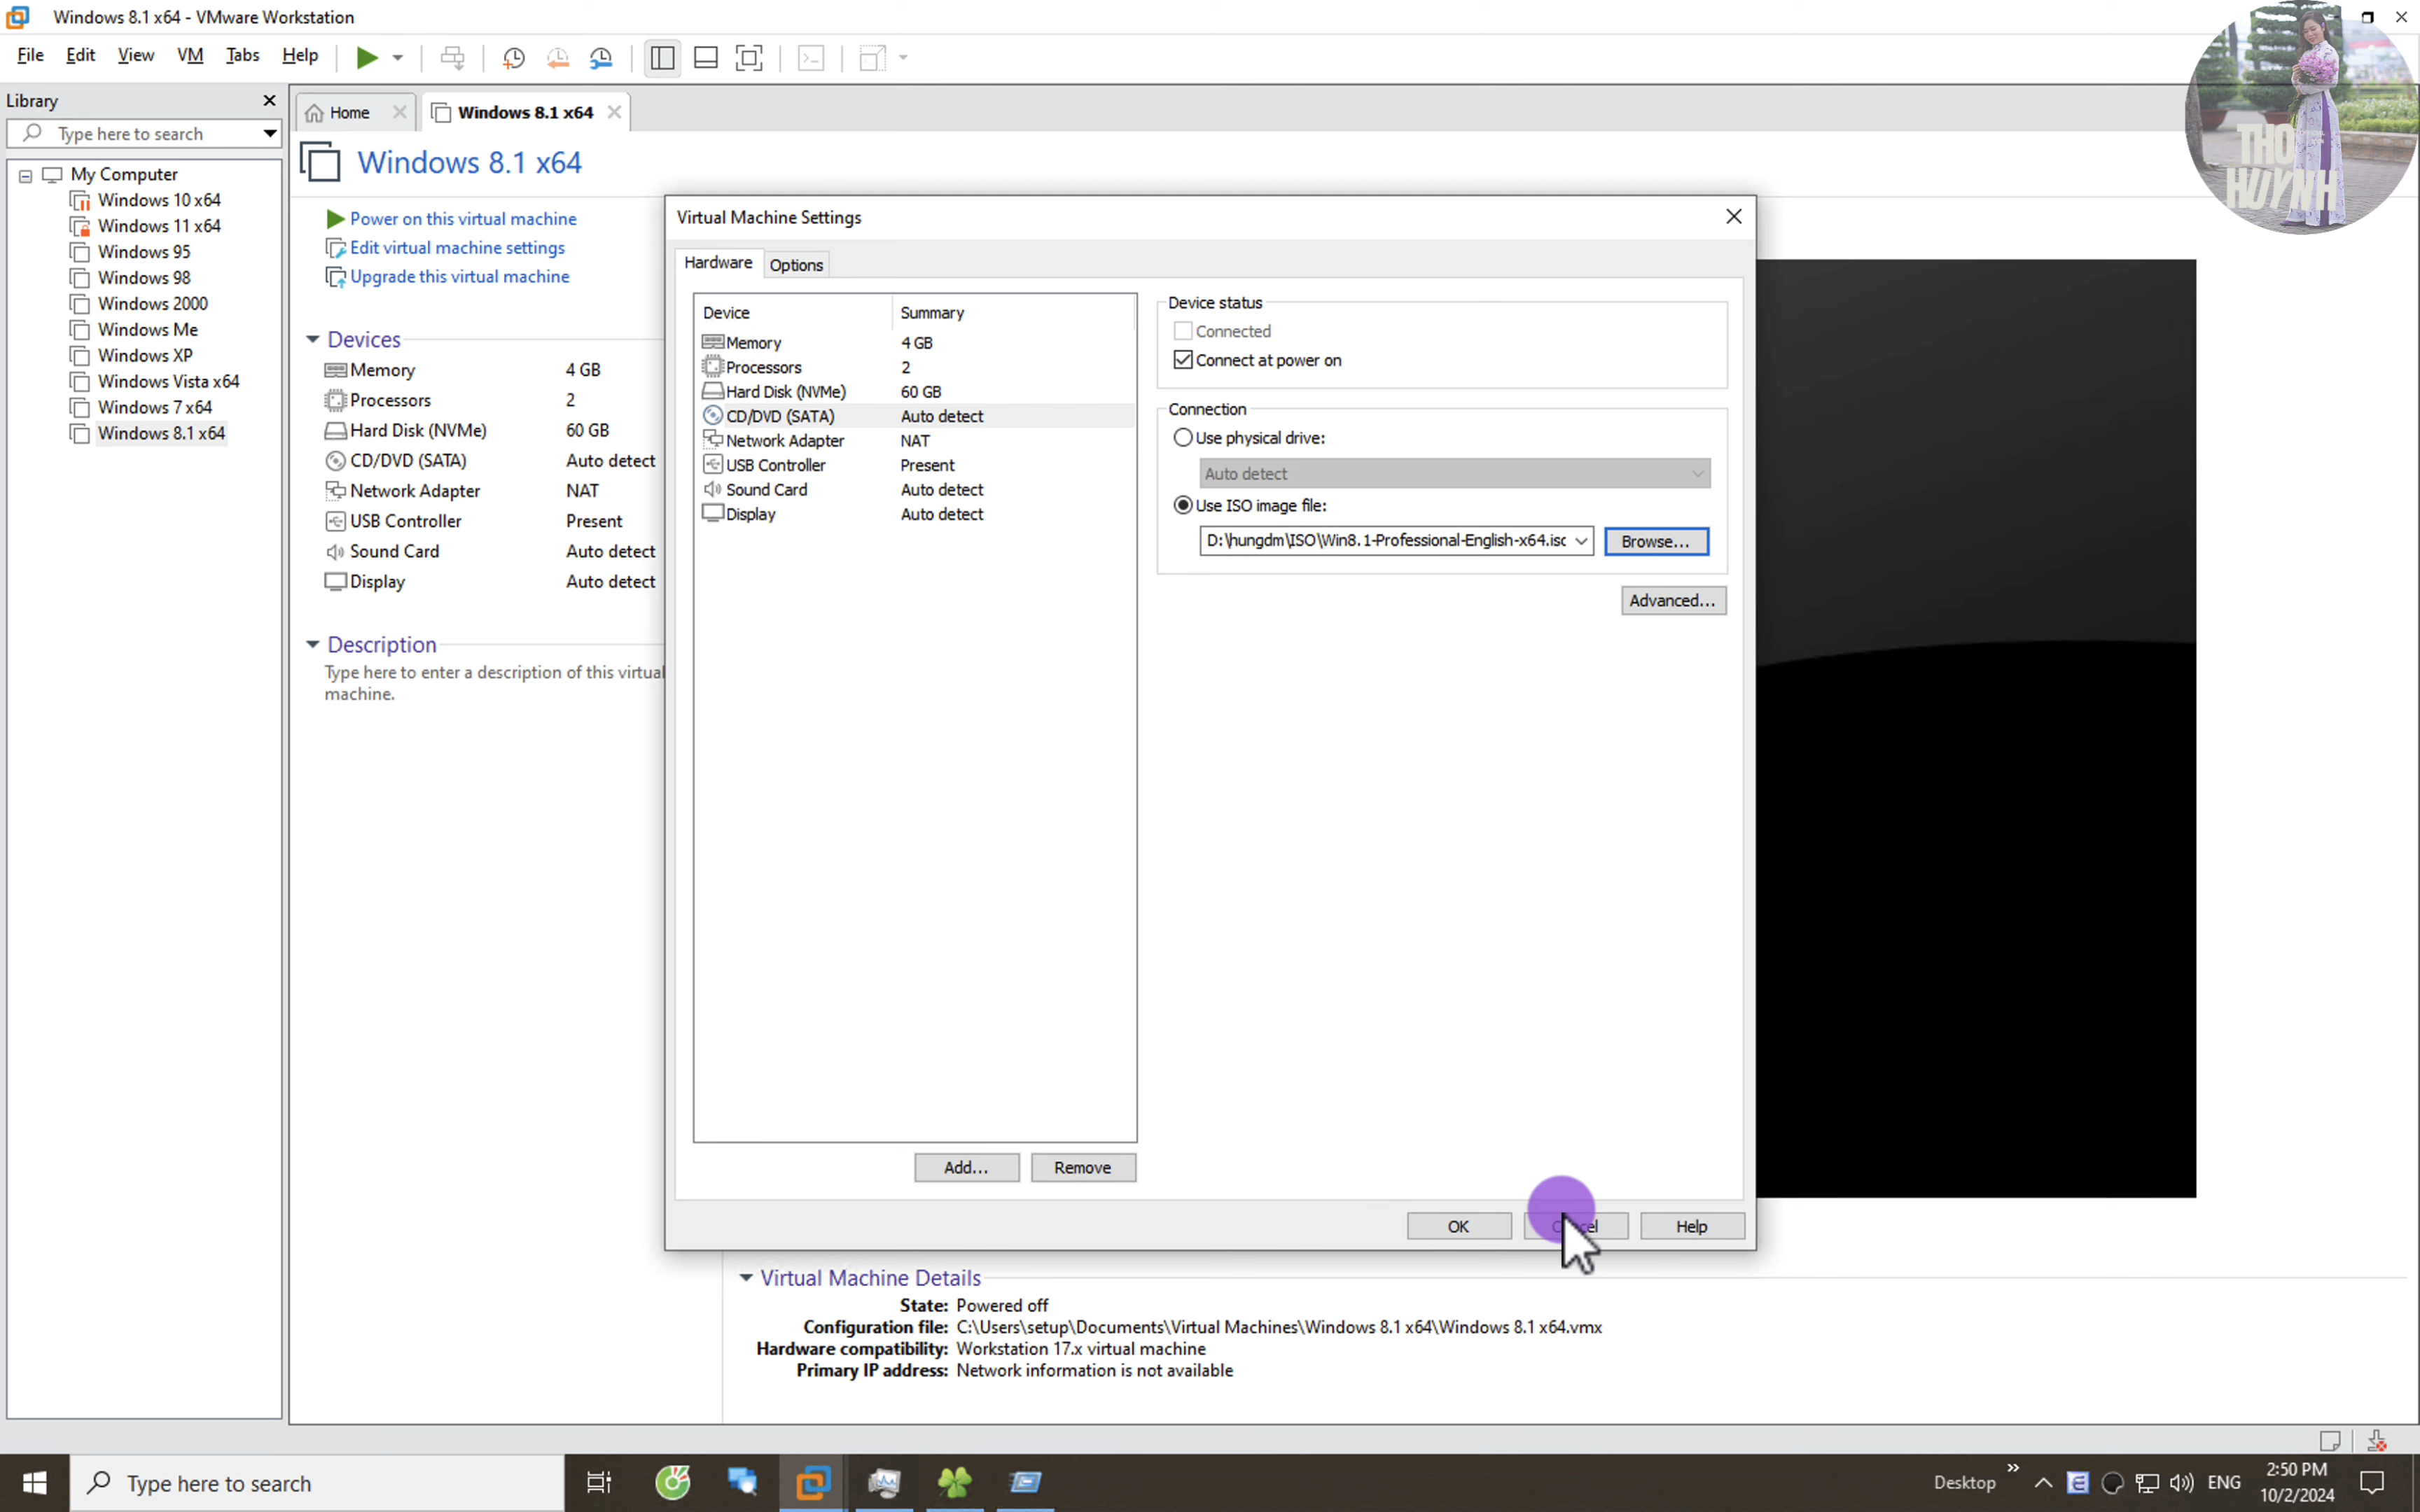 Windows 8.1 x64 - VMware Workstation
File Edit View VM Tabs Help
Library
Type here to search
My Computer
Windows 10 x64
Windows 11 x64
Windows 95
Windows 98
Windows 2000
Windows Me
Windows XP
Windows Vista x64
Windows 7 x64
Windows 8.1 x64
Home
Windows 8.1 x64
Windows 8.1 x64
Power on this virtual machine
Edit virtual machine settings
Upgrade this virtual machine
Devices
Memory 4 GB
Processors 2
Hard Disk (NVMe) 60 GB
CD/DVD (SATA) Auto detect
Network Adapter NAT
USB Controller Present
Sound Card Auto detect
Display Auto detect
Description
Type here to enter a description of this virtual
machine.
Virtual Machine Settings
Hardware Options
Device Summary
Memory 4 GB
Processors 2
Hard Disk (NVMe) 60 GB
CD/DVD (SATA) Auto detect
Network Adapter NAT
USB Controller Present
Sound Card Auto detect
Display Auto detect
Add... Remove
Device status
Connected
Connect at power on
Connection
Use physical drive:
Auto detect
Use ISO image file:
D:\hungdm\ISO\Win8.1-Professional-English-x64.iso Browse...
Advanced...
OK Help
Virtual Machine Details
State: Powered off
Configuration file: C:\Users\setup\Documents\Virtual Machines\Windows 8.1 x64\Windows 8.1 x64.vmx
Hardware compatibility: Workstation 17.x virtual machine
Primary IP address: Network information is not available
THO
HUYNH
Type here to search
Desktop
ENG
2:50 PM
10/2/2024